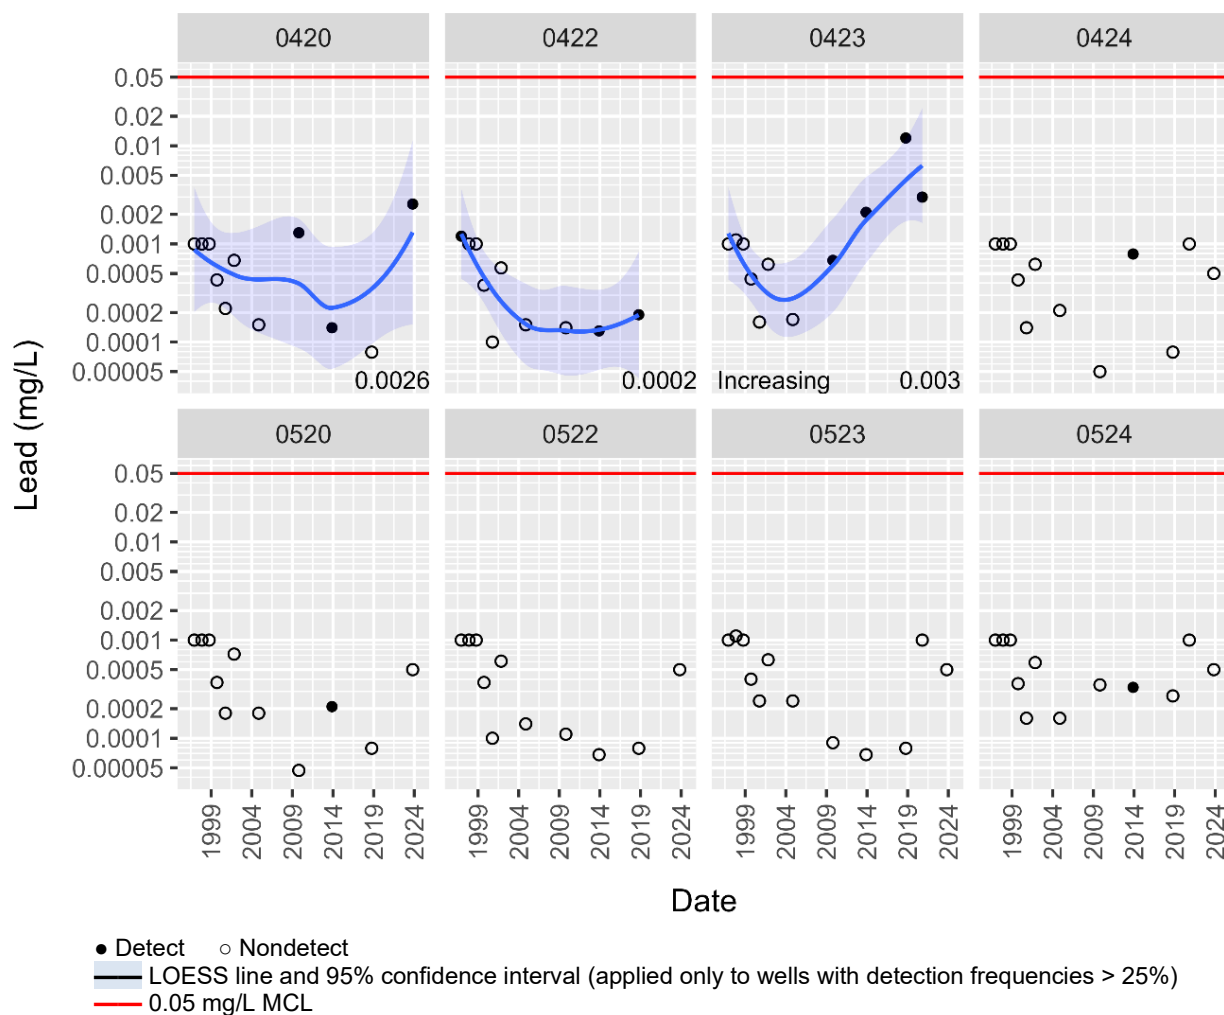 0420 0422 0423 0424
0.05
0.02
0.01
0.005
0.002
0.001
0.0005
0.0002
0.0001
0.00005
0.0026 0.0002 Increasing 0.003
Lead (mg/L)
0520 0522 0523 0524
0.05
0.02
0.01
0.005
0.002
0.001
0.0005
0.0002
0.0001
0.00005
1999 2004 2009 2014 2019 2024 1999 2004 2009 2014 2019 2024 1999 2004 2009 2014 2019 2024 1999 2004 2009 2014 2019 2024
Date
Detect Nondetect
LOESS line and 95% confidence interval (applied only to wells with detection frequencies > 25%)
0.05 mg/L MCL